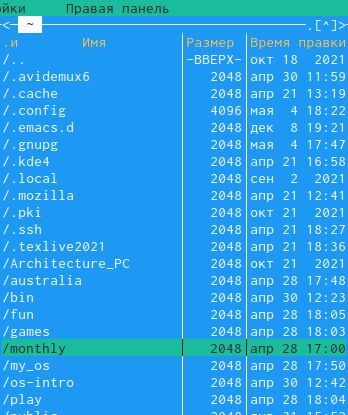 ойки Правая панель
<─ ~ ─.[^]>
.и Имя Размер Время правки
/.. -ВВЕРХ- окт 18 2021
/.avidemux6 2048 апр 30 11:59
/.cache 2048 апр 21 13:19
/.config 4096 мая 4 18:22
/.emacs.d 2048 дек 8 19:21
/.gnupg 2048 мая 4 17:47
/.kde4 2048 апр 21 16:58
/.local 2048 сен 2 2021
/.mozilla 2048 апр 21 12:41
/.pki 2048 окт 21 2021
/.ssh 2048 апр 21 18:27
/.texlive2021 2048 апр 21 18:36
/Architecture_PC 2048 окт 21 2021
/australia 2048 апр 28 17:48
/bin 2048 апр 30 12:23
/fun 2048 апр 28 18:05
/games 2048 апр 28 18:03
/monthly 2048 апр 28 17:00
/my_os 2048 апр 28 17:50
/os-intro 2048 апр 30 12:42
/play 2048 апр 28 18:04